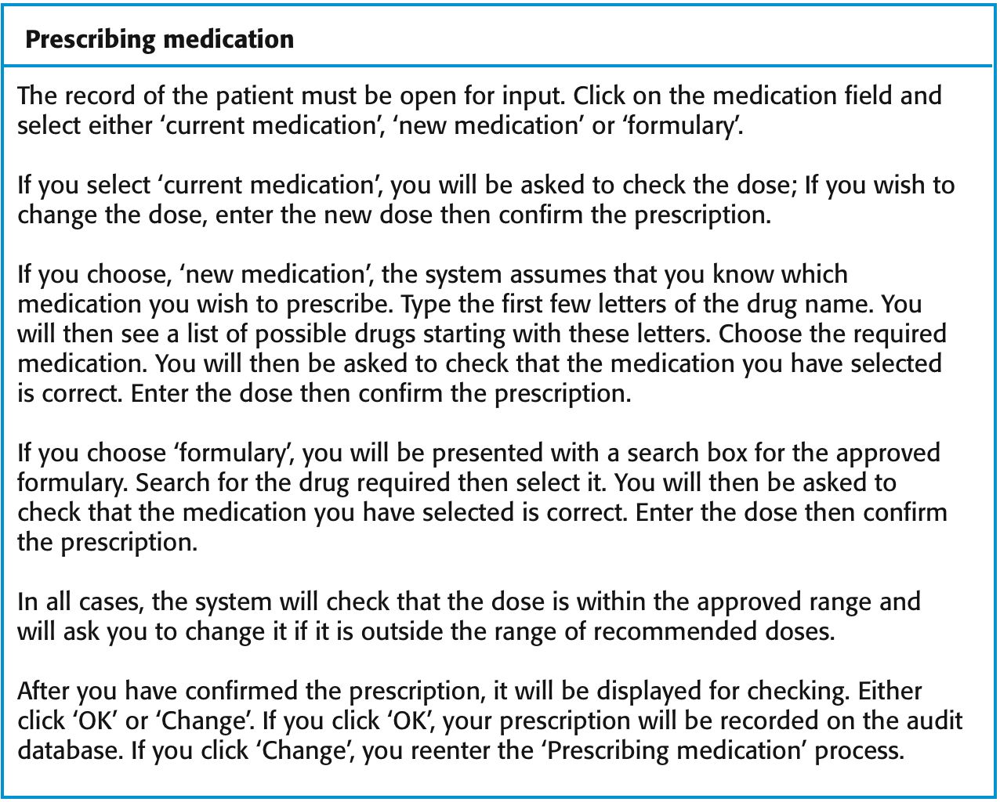 Prescribing medication
The record of the patient must be open for input. Click on the medication field and
select either ‘current medication’, ‘new medication’ or ‘formulary’.
If you select ‘current medication’, you will be asked to check the dose; If you wish to
change the dose, enter the new dose then confirm the prescription.
If you choose, ‘new medication’, the system assumes that you know which
medication you wish to prescribe. Type the first few letters of the drug name. You
will then see a list of possible drugs starting with these letters. Choose the required
medication. You will then be asked to check that the medication you have selected
is correct. Enter the dose then confirm the prescription.
If you choose ‘formulary’, you will be presented with a search box for the approved
formulary. Search for the drug required then select it. You will then be asked to
check that the medication you have selected is correct. Enter the dose then confirm
the prescription.
In all cases, the system will check that the dose is within the approved range and
will ask you to change it if it is outside the range of recommended doses.
After you have confirmed the prescription, it will be displayed for checking. Either
click ‘OK’ or ‘Change’. If you click ‘OK’, your prescription will be recorded on the audit
database. If you click ‘Change’, you reenter the ‘Prescribing medication’ process.